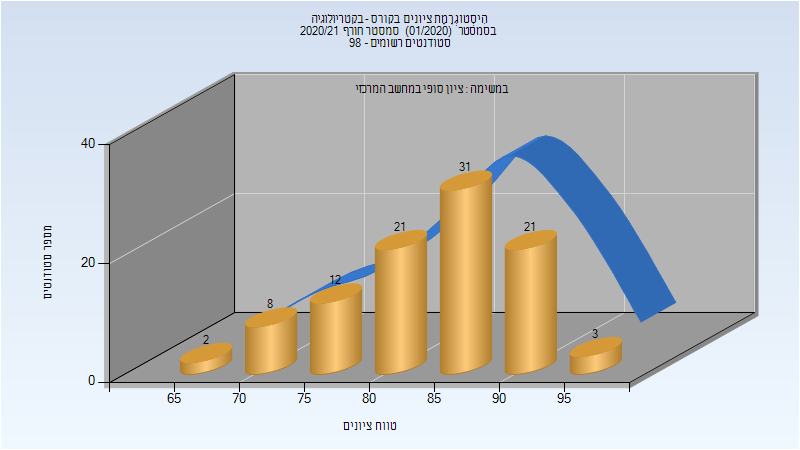 היסטוגרמת ציונים בקורס - בקטריולוגיה
בסמסטר (01/2020) סמסטר חורף 2020/21
סטודנטים רשומים - 98
במשימה : ציון סופי במחשב המרכזי
מספר סטודנטים
40
20
0
2
8
12
21
31
21
3
65
70
75
80
85
90
95
טווח ציונים